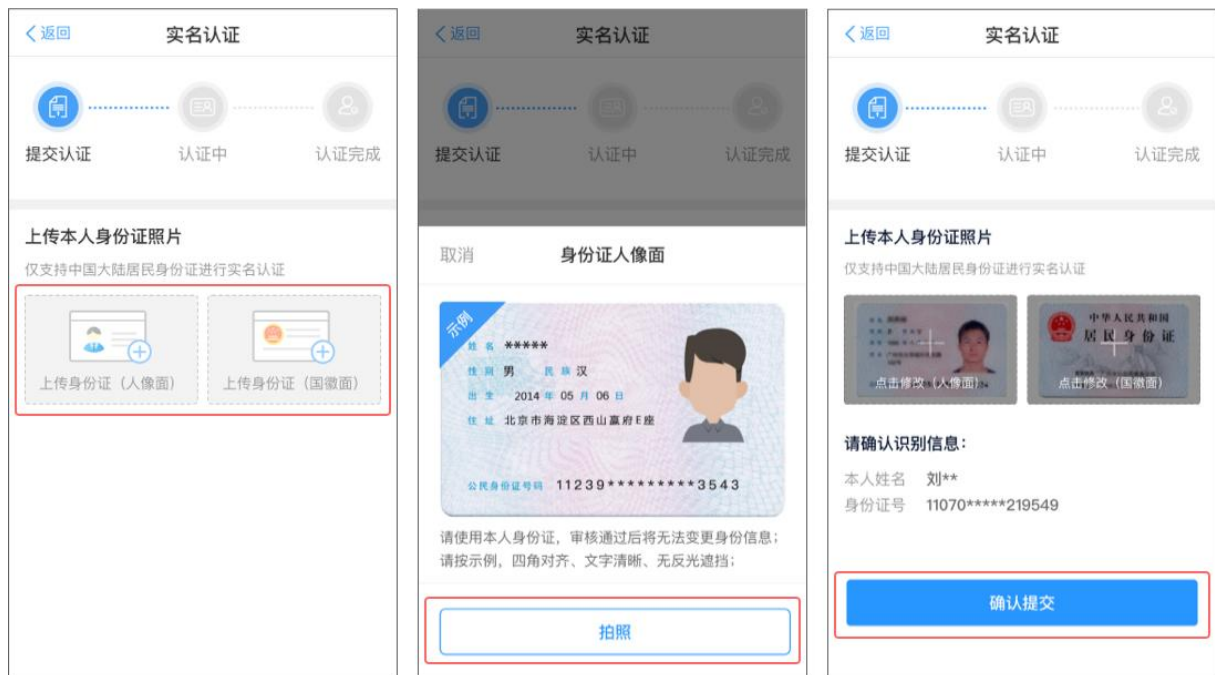 返回
实名认证
提交认证
认证中
认证完成
上传本人身份证照片
仅支持中国大陆居民身份证进行实名认证
上传身份证（人像面）
上传身份证（国徽面）
返回
实名认证
提交认证
认证中
认证完成
取消
身份证人像面
示例
姓名 *****
性别 男 民族 汉
出生 2014 年 05 月 06 日
住址 北京市海淀区西山赢府E座
公民身份证号码 11239*********3543
请使用本人身份证，审核通过后将无法变更身份信息；
请按示例，四角对齐、文字清晰、无反光遮挡；
拍照
返回
实名认证
提交认证
认证中
认证完成
上传本人身份证照片
仅支持中国大陆居民身份证进行实名认证
点击修改（人像面）
中华人民共和国
居民身份证
点击修改（国徽面）
请确认识别信息：
本人姓名 刘**
身份证号 11070*****219549
确认提交